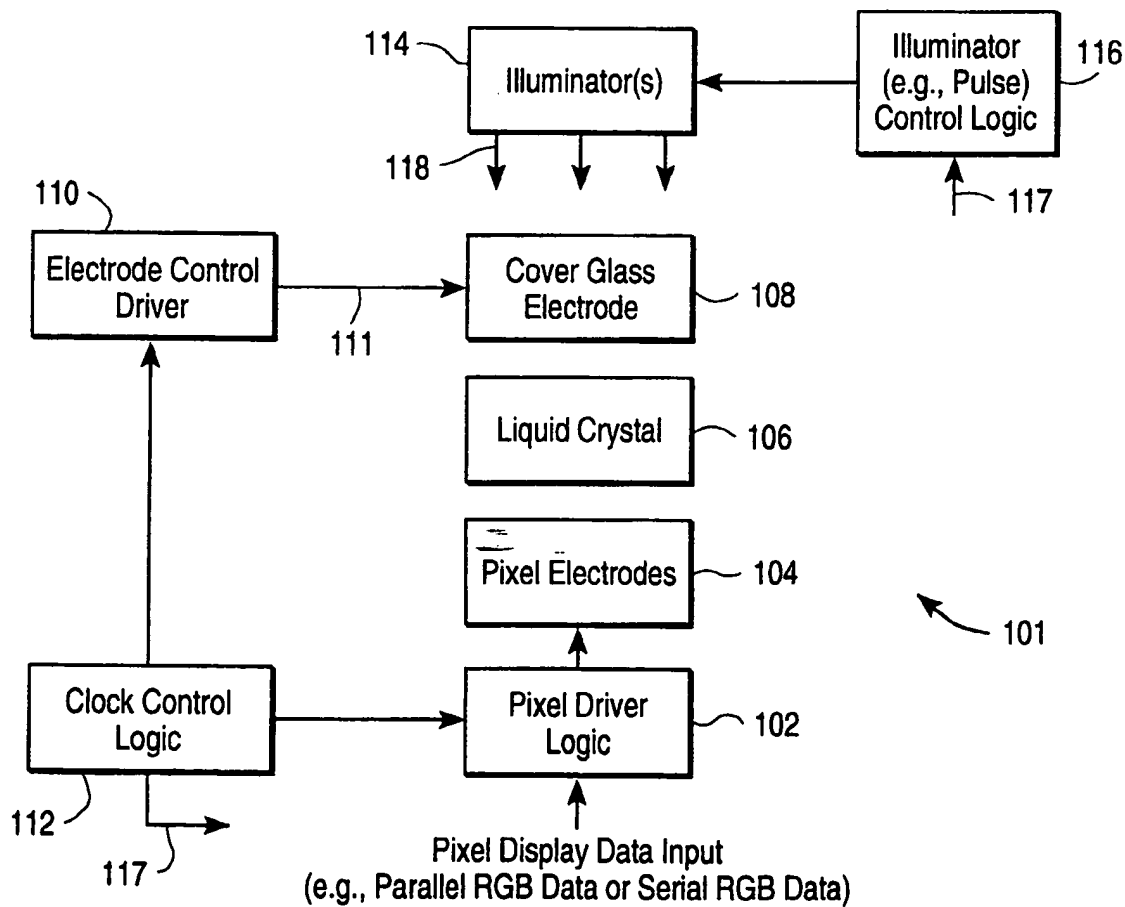 114
Illuminator(s)
Illuminator
(e.g., Pulse)
Control Logic
116
118
117
110
Electrode Control
Driver
111
Cover Glass
Electrode
108
Liquid Crystal
106
Pixel Electrodes
104
101
Clock Control
Logic
112
117
Pixel Driver
Logic
102
Pixel Display Data Input
(e.g., Parallel RGB Data or Serial RGB Data)